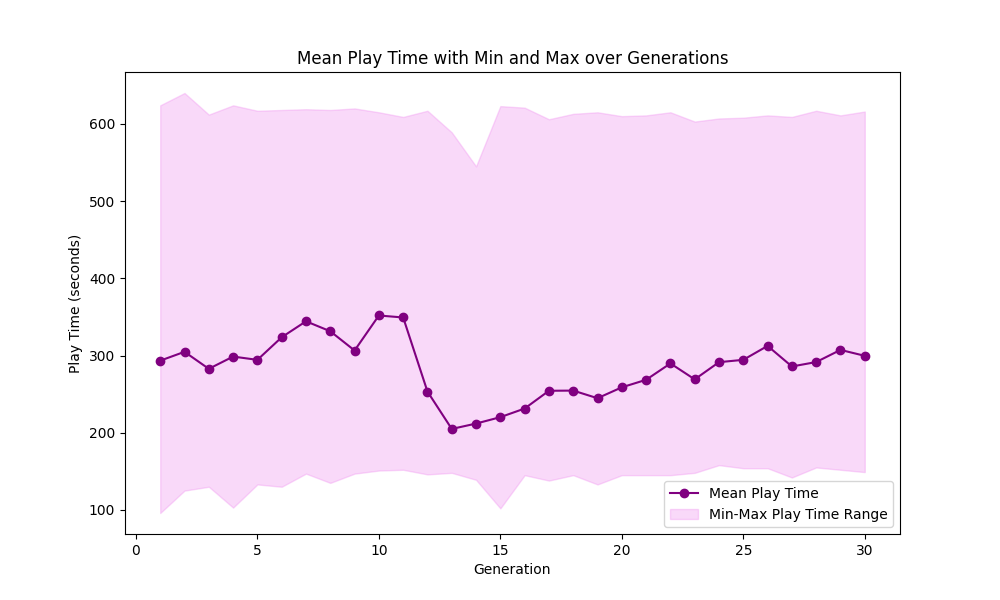 Mean Play Time with Min and Max over Generations
Play Time (seconds)
600
500
400
300
200
100
0
5
10
15
20
25
30
Generation
Mean Play Time
Min-Max Play Time Range